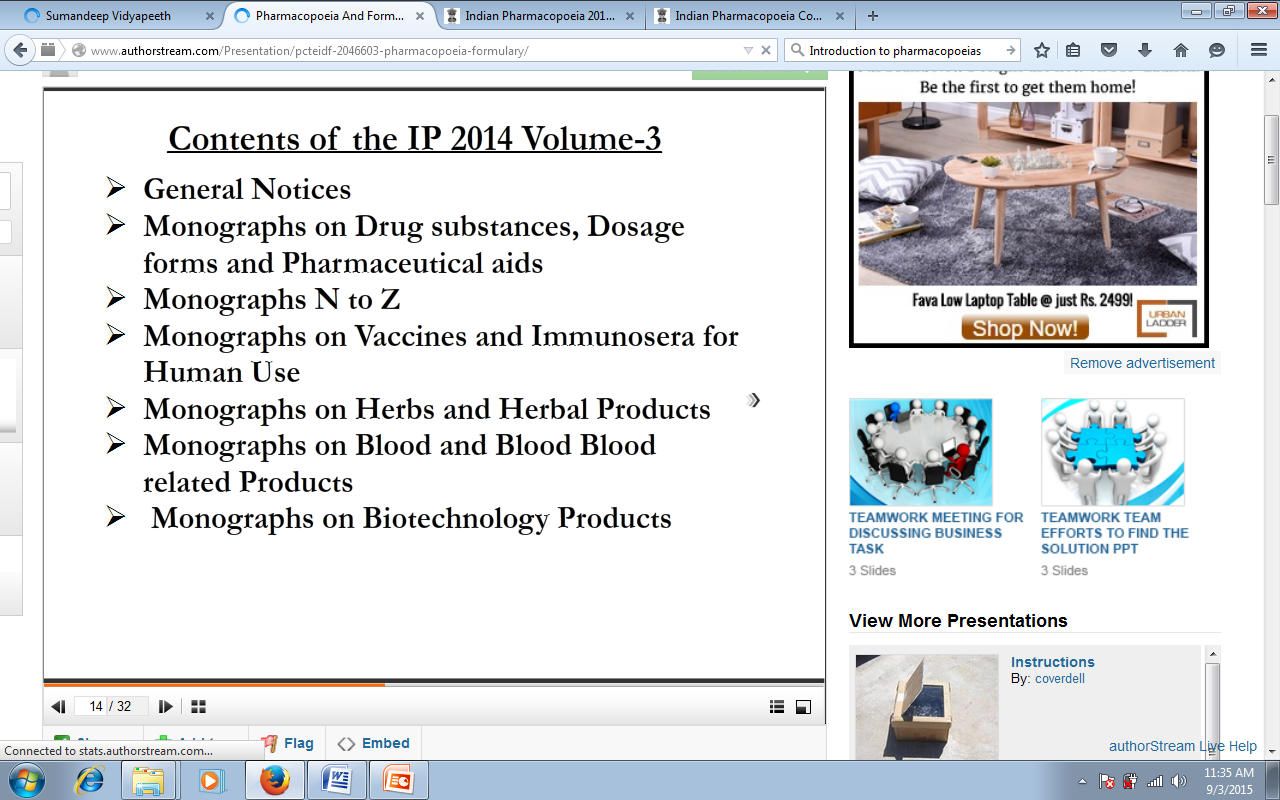 Sumandeep Vidyapeeth
Pharmacopoeia And Form...
Indian Pharmacopoeia 201...
Indian Pharmacopoeia Co...
www.authorstream.com/Presentation/pcteidf-2046603-pharmacopoeia-formulary/
Introduction to pharmacopoeias
Contents of the IP 2014 Volume-3
General Notices
Monographs on Drug substances, Dosage
forms and Pharmaceutical aids
Monographs N to Z
Monographs on Vaccines and Immunosera for
Human Use
Monographs on Herbs and Herbal Products
Monographs on Blood and Blood Blood
related Products
Monographs on Biotechnology Products
14 / 32
Flag
Embed
Connected to stats.authorstream.com...
Be the first to get them home!
Fava Low Laptop Table @ just Rs. 2499!
Shop Now!
URBAN
LADDER
Remove advertisement
TEAMWORK MEETING FOR
DISCUSSING BUSINESS
TASK
3 Slides
TEAMWORK TEAM
EFFORTS TO FIND THE
SOLUTION PPT
3 Slides
View More Presentations
Instructions
By: coverdell
authorStream Live Help
11:35 AM
9/3/2015